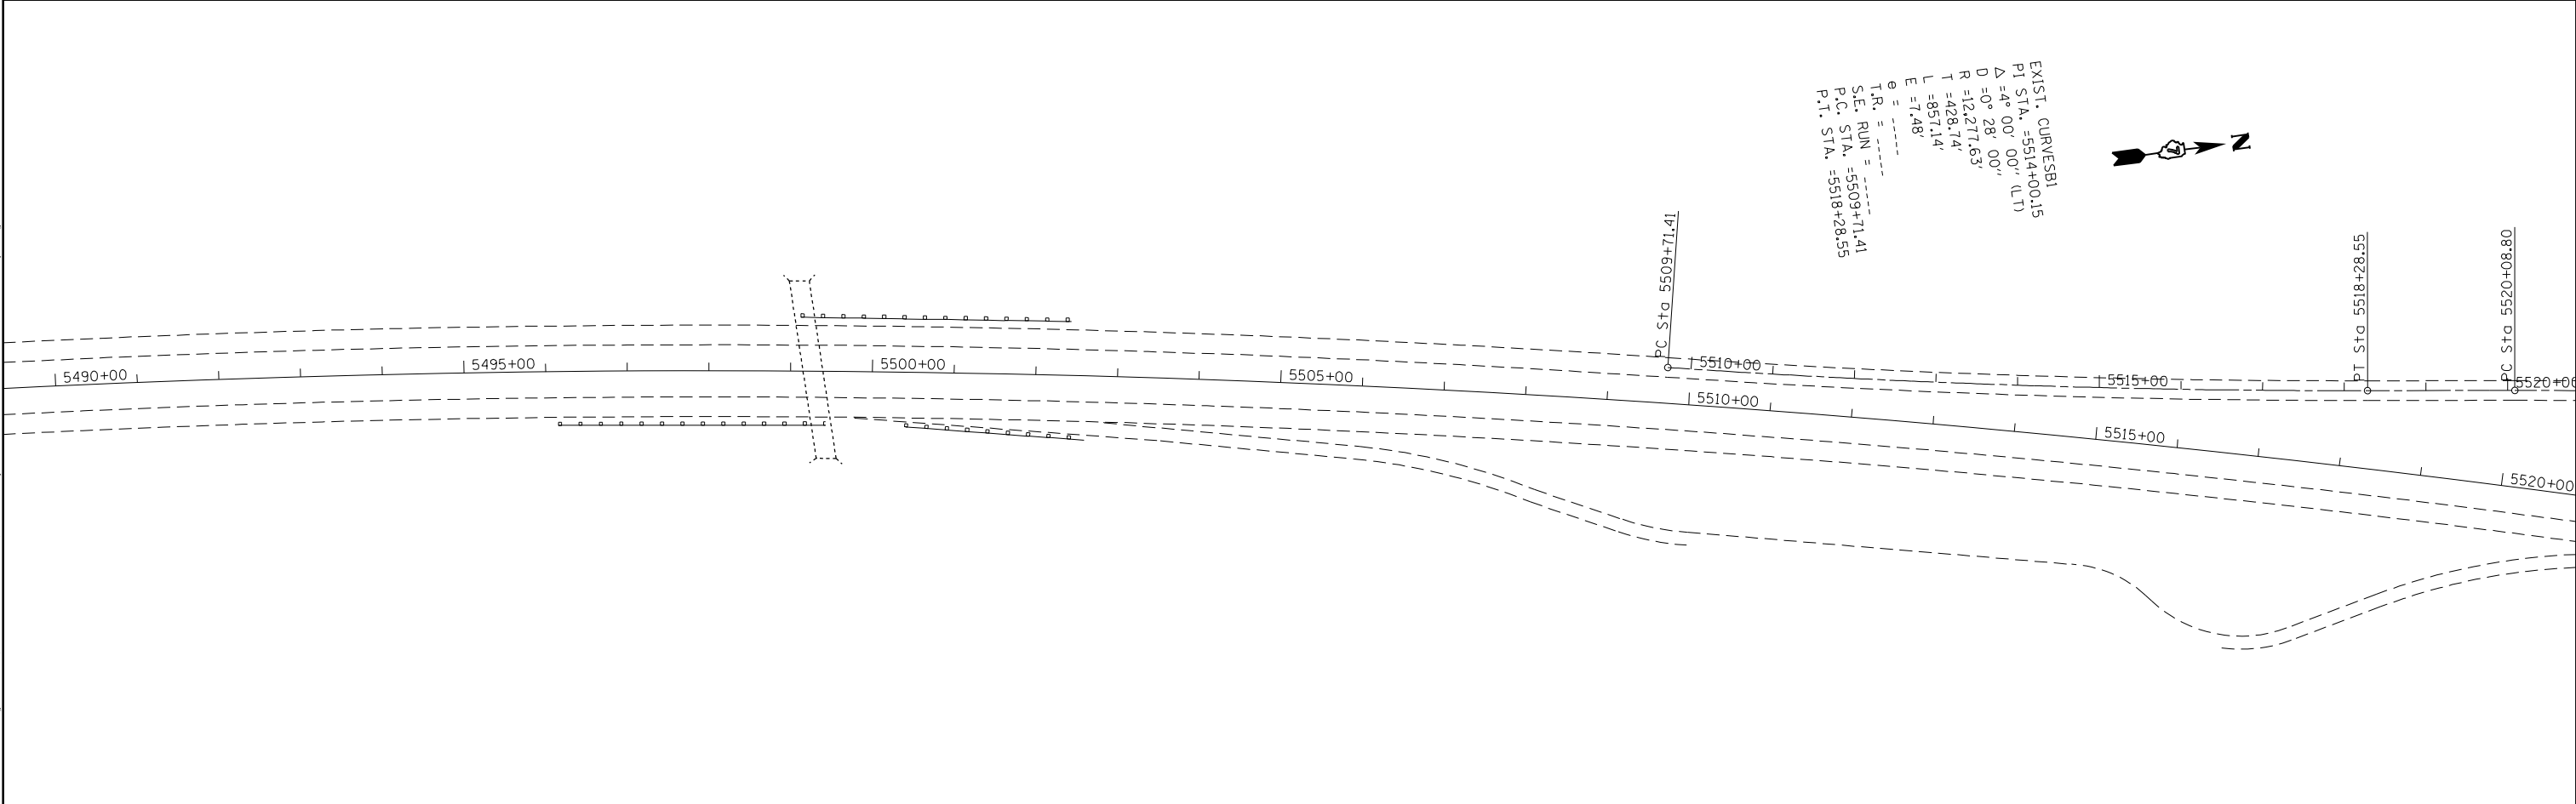 EXIST. CURVESB1
PI STA. =5514+00.15
Δ =4° 00' 00" (LT)
D =0° 28' 00"
R =12,277.63'
T =428.74'
L =857.14'
E =7.48'
e = -----
T.R. = -----
S.E. RUN = -----
P.C. STA. =5509+71.41
P.T. STA. =5518+28.55
N
PC Sta 5509+71.41
PT Sta 5518+28.55
PC Sta 5520+08.80
5510+00
5515+00
5520+00
5490+00
5495+00
5500+00
5505+00
5510+00
5515+00
5520+00